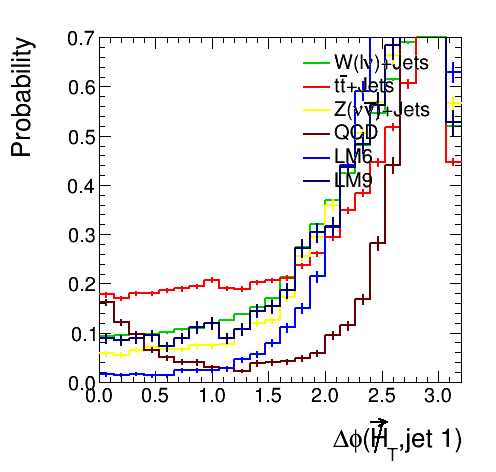 Probability
0.7
0.6
0.5
0.4
0.3
0.2
0.1
0.0
W(lν)+Jets
tt̄+Jets
Z(νν̄)+Jets
QCD
LM6
LM9
0.0 0.5 1.0 1.5 2.0 2.5 3.0
Δϕ(H̸⃗_T,jet 1)